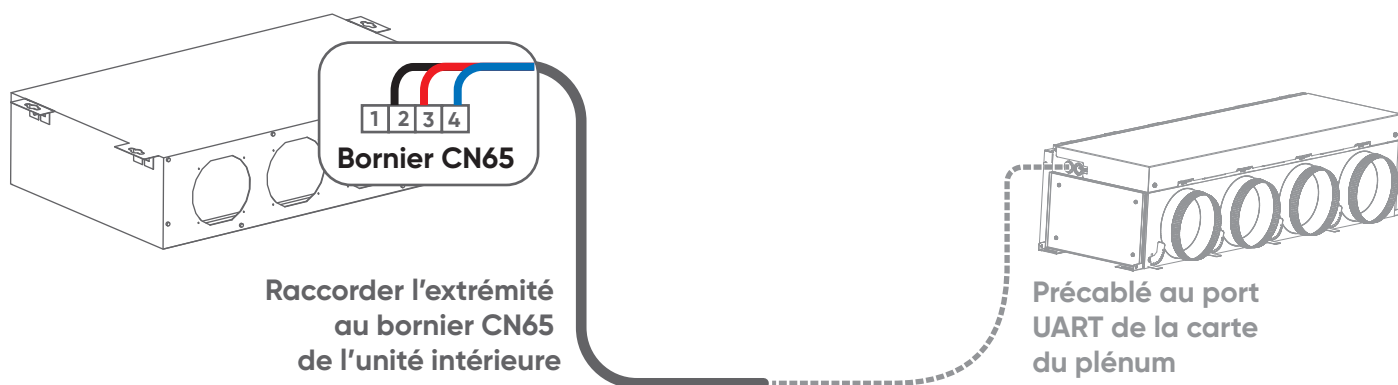 1 2 3 4
Bornier CN65
Raccorder l'extrémité
au bornier CN65
de l'unité intérieure
Précablé au port
UART de la carte
du plénum